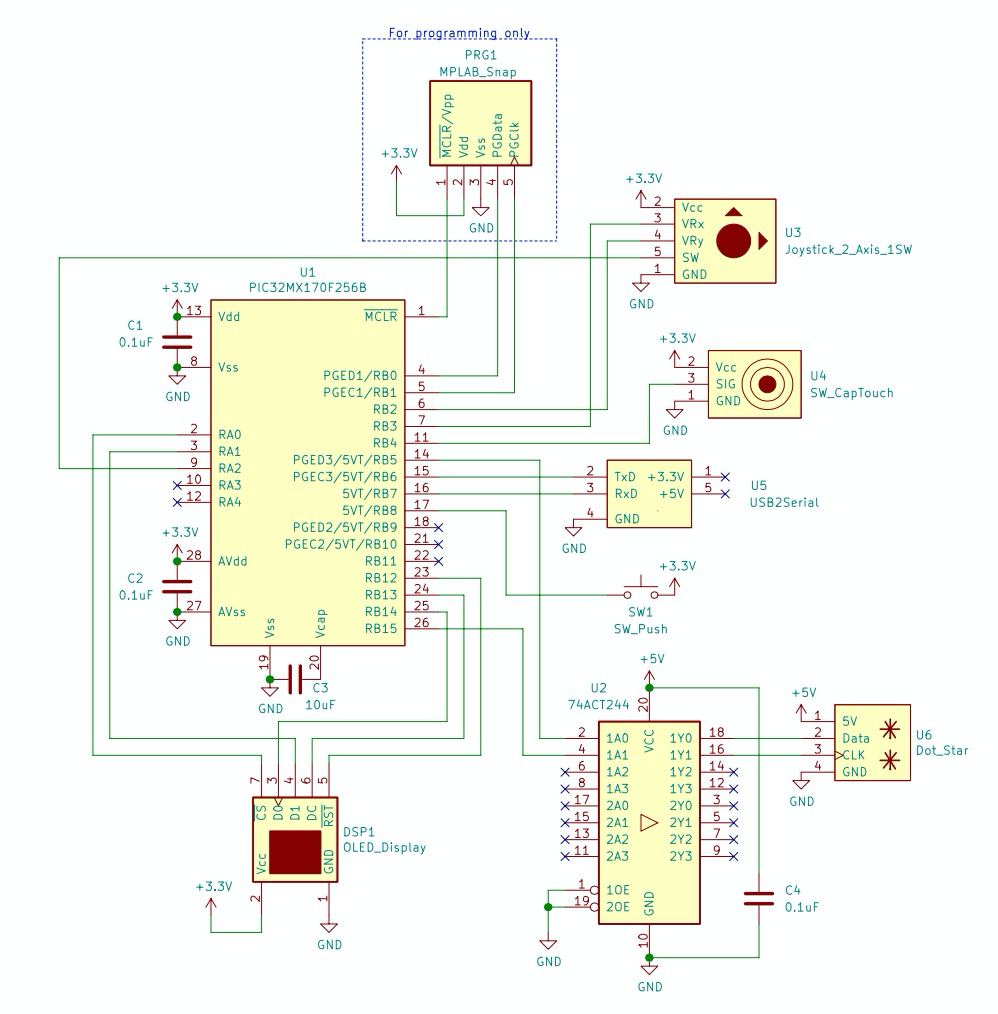 For programming only
PRG1
MPLAB_Snap
MCLR/Vpp
Vdd
Vss
PGData
PGClk
1
2
3
4
5
+3.3V
GND
+3.3V
2 Vcc
3 VRx
4 VRy
5 SW
1 GND
GND
U3
Joystick_2_Axis_1SW
U1
PIC32MX170F256B
+3.3V
C1
0.1uF
GND
13 Vdd
8 Vss
2 RA0
3 RA1
9 RA2
10 RA3
12 RA4
+3.3V
28 AVdd
C2
0.1uF
27 AVss
GND
MCLR 1
PGED1/RB0 4
PGEC1/RB1 5
RB2 6
RB3 7
RB4 11
PGED3/5VT/RB5 14
PGEC3/5VT/RB6 15
5VT/RB7 16
5VT/RB8 17
PGED2/5VT/RB9 18
PGEC2/5VT/RB10 21
RB11 22
RB12 23
RB13 24
RB14 25
RB15 26
Vss
Vcap
19
20
C3
10uF
GND
+3.3V
2 Vcc
3 SIG
1 GND
GND
U4
SW_CapTouch
2 TxD +3.3V 1
3 RxD +5V 5
4 GND
GND
U5
USB2Serial
+3.3V
SW1
SW_Push
+5V
U2
74ACT244
20
VCC
2 1A0 1Y0 18
4 1A1 1Y1 16
6 1A2 1Y2 14
8 1A3 1Y3 12
17 2A0 2Y0 3
15 2A1 2Y1 5
13 2A2 2Y2 7
11 2A3 2Y3 9
1 1OE
19 2OE
GND
10
GND
GND
C4
0.1uF
+5V
1 5V
2 Data
3 CLK
4 GND
GND
U6
Dot_Star
7
3
4
6
5
CS
D0
D1
DC
RST
Vcc
GND
2
1
DSP1
OLED_Display
+3.3V
GND